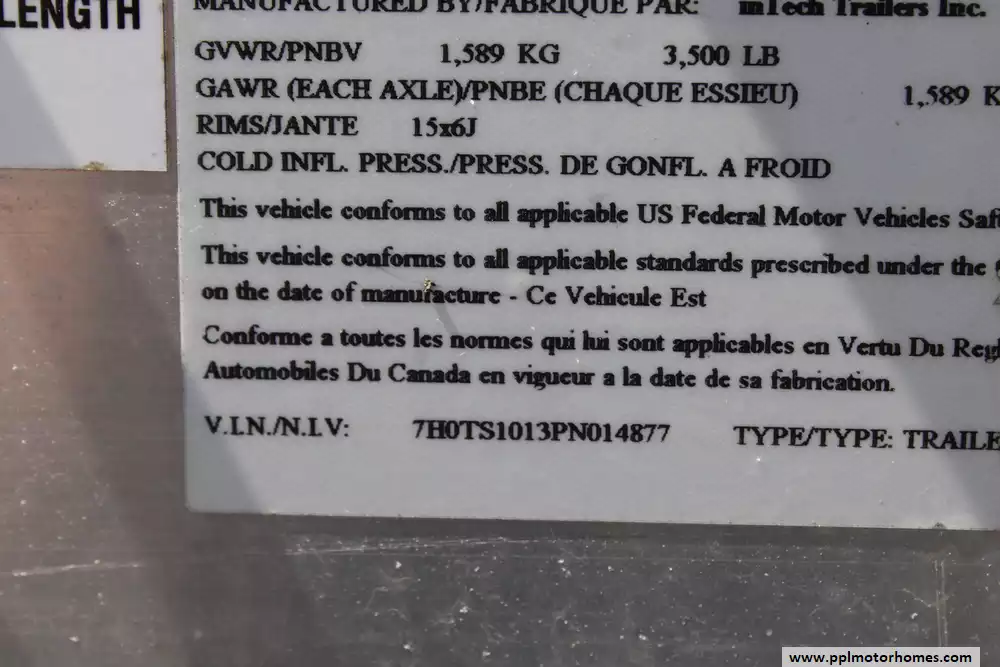 LENGTH
MANUFACTURED BY/FABRIQUE PAR: inTech Trailers Inc.
GVWR/PNBV 1,589 KG 3,500 LB
GAWR (EACH AXLE)/PNBE (CHAQUE ESSIEU) 1,589 K
RIMS/JANTE 15x6J
COLD INFL. PRESS./PRESS. DE GONFL. A FROID
This vehicle conforms to all applicable US Federal Motor Vehicles Saf
This vehicle conforms to all applicable standards prescribed under the
on the date of manufacture - Ce Vehicule Est
Conforme a toutes les normes qui lui sont applicables en Vertu Du Reg
Automobiles Du Canada en vigueur a la date de sa fabrication.
V.I.N./N.I.V: 7H0TS1013PN014877 TYPE/TYPE: TRAILE
www.pplmotorhomes.com